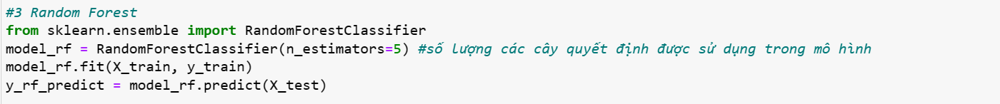 #3 Random Forest
from sklearn.ensemble import RandomForestClassifier
model_rf = RandomForestClassifier(n_estimators=5) #số lượng các cây quyết định được sử dụng trong mô hình
model_rf.fit(X_train, y_train)
y_rf_predict = model_rf.predict(X_test)